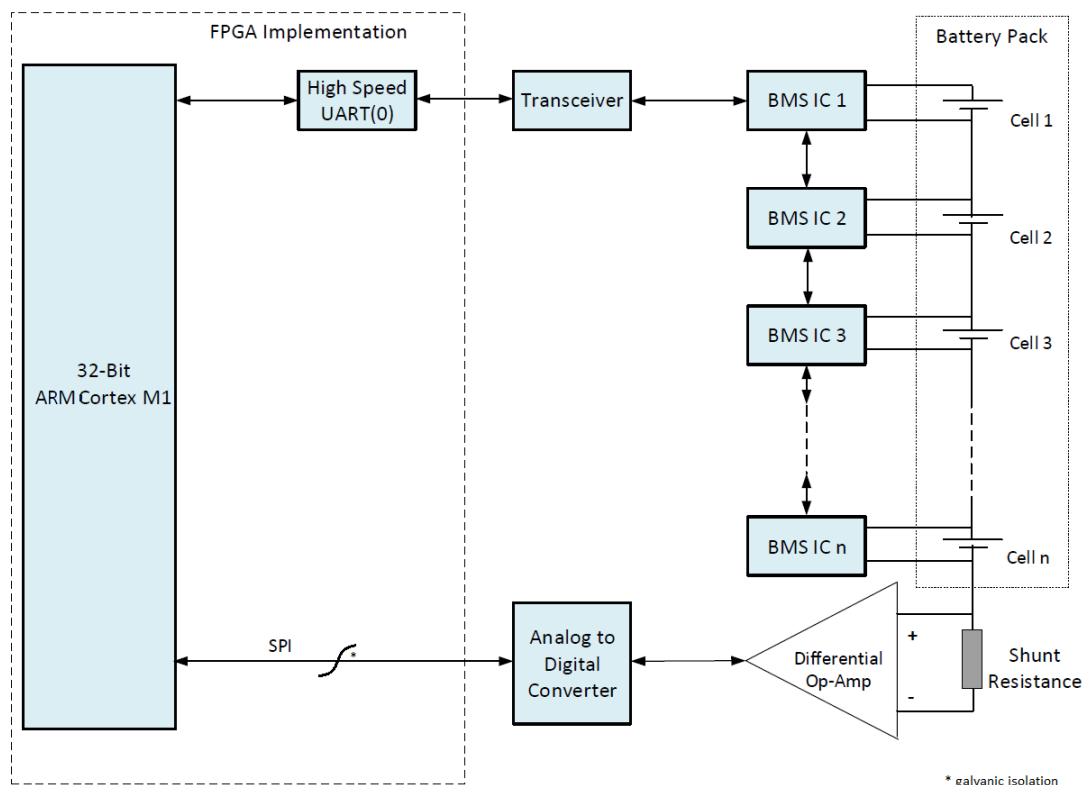 FPGA Implementation
Battery Pack
High Speed
UART(0)
Transceiver
BMS IC 1
Cell 1
BMS IC 2
Cell 2
BMS IC 3
Cell 3
32-Bit
ARM Cortex M1
BMS IC n
Cell n
SPI
*
Analog to
Digital
Converter
+
Differential
Op-Amp
-
Shunt
Resistance
* galvanic isolation